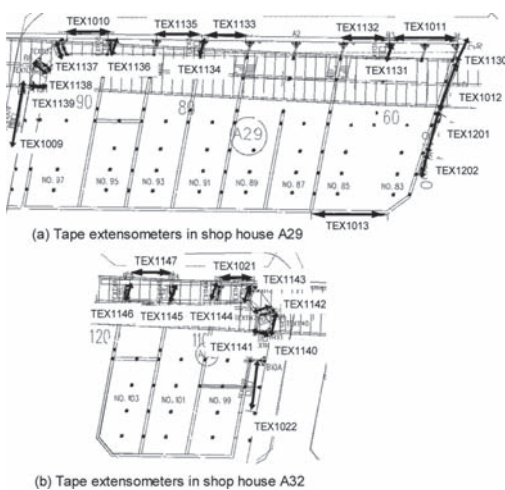 TEX1010
TEX1135
TEX1133
TEX1132
TEX1011
A2
TEX1130
TEX1137
TEX1136
TEX1134
TEX1131
TEX1138
TEX1012
TEX1139
90
80
60
TEX1201
A29
TEX1009
TEX1202
NO. 97
NO. 95
NO. 93
NO. 91
NO. 89
NO. 87
NO. 85
NO. 83
TEX1013
(a) Tape extensometers in shop house A29
TEX1147
TEX1021
TEX1143
TEX1142
TEX1146
TEX1145
TEX1144
120
TEX1141
TEX1140
NO. 103
NO. 101
NO. 99
TEX1022
(b) Tape extensometers in shop house A32